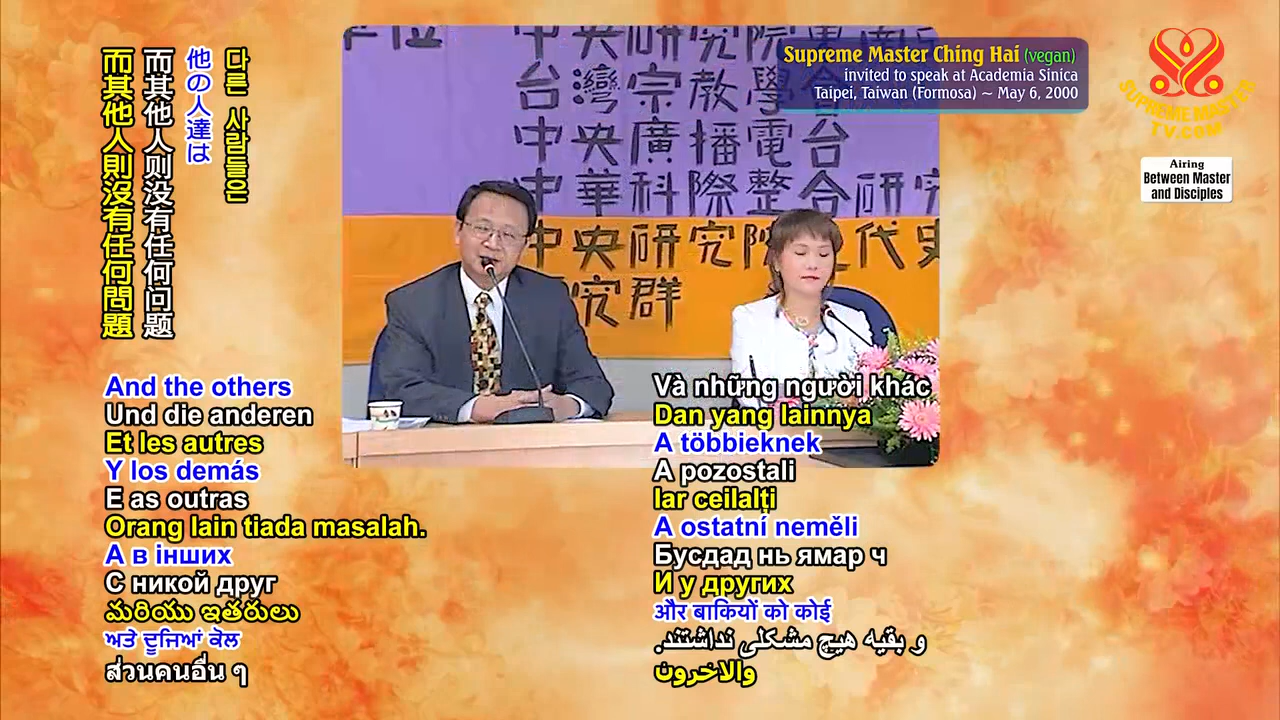 中央研究院
台灣宗教學會
中央廣播電台
中華科際整合研究
中央研究院近代史
究群
Supreme Master Ching Hai (vegan)
invited to speak at Academia Sinica
Taipei, Taiwan (Formosa) ~ May 6, 2000
SUPREME MASTER
TV.COM
Airing
Between Master
and Disciples
다른 사람들은
他の人達は
而其他人则没有任何问题
而其他人則沒有任何問題
And the others
Und die anderen
Et les autres
Y los demás
E as outras
Orang lain tiada masalah.
А в інших
С никой друг
మరియు ఇతరులు
ਅਤੇ ਦੂਜਿਆਂ ਕੋਲ
ส่วนคนอื่น ๆ
Và những người khác
Dan yang lainnya
A többieknek
A pozostali
Iar ceilalți
A ostatní neměli
Бусдад нь ямар ч
И у других
और बाकियों को कोई
و بقیه هیچ مشکلی نداشتند.
والآخرون